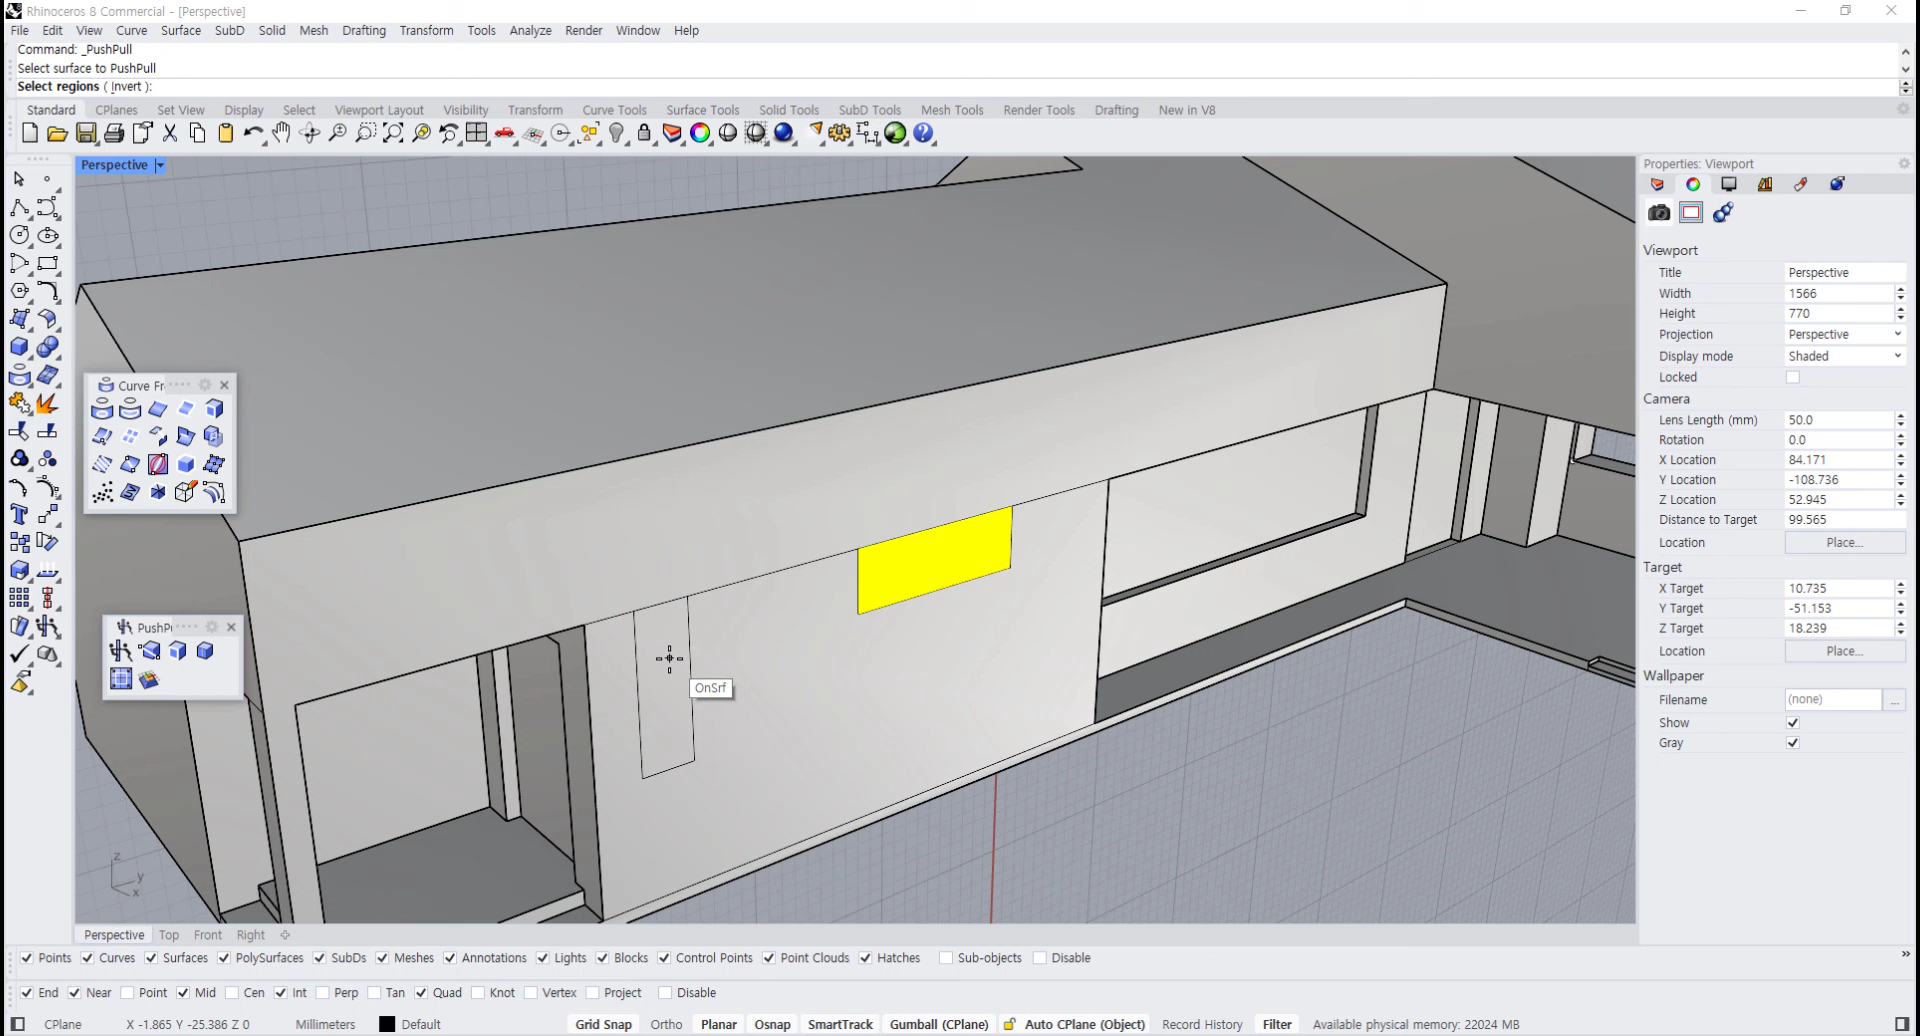 Rhinoceros 8 Commercial - [Perspective]
File Edit View Curve Surface SubD Solid Mesh Drafting Transform Tools Analyze Render Window Help
Command: _PushPull
Select surface to PushPull
Select regions ( Invert ):
Standard CPlanes Set View Display Select Viewport Layout Visibility Transform Curve Tools Surface Tools Solid Tools SubD Tools Mesh Tools Render Tools Drafting New in V8
Perspective
Curve Fr
PushP
OnSrf
z
y
x
Properties: Viewport
Viewport
Title Perspective
Width 1566
Height 770
Projection Perspective
Display mode Shaded
Locked
Camera
Lens Length (mm) 50.0
Rotation 0.0
X Location 84.171
Y Location -108.736
Z Location 52.945
Distance to Target 99.565
Location Place...
Target
X Target 10.735
Y Target -51.153
Z Target 18.239
Location Place...
Wallpaper
Filename (none) ...
Show
Gray
Perspective Top Front Right
Points Curves Surfaces PolySurfaces SubDs Meshes Annotations Lights Blocks Control Points Point Clouds Hatches Sub-objects Disable
End Near Point Mid Cen Int Perp Tan Quad Knot Vertex Project Disable
CPlane X -1.865 Y -25.386 Z 0 Millimeters Default Grid Snap Ortho Planar Osnap SmartTrack Gumball (CPlane) Auto CPlane (Object) Record History Filter Available physical memory: 22024 MB